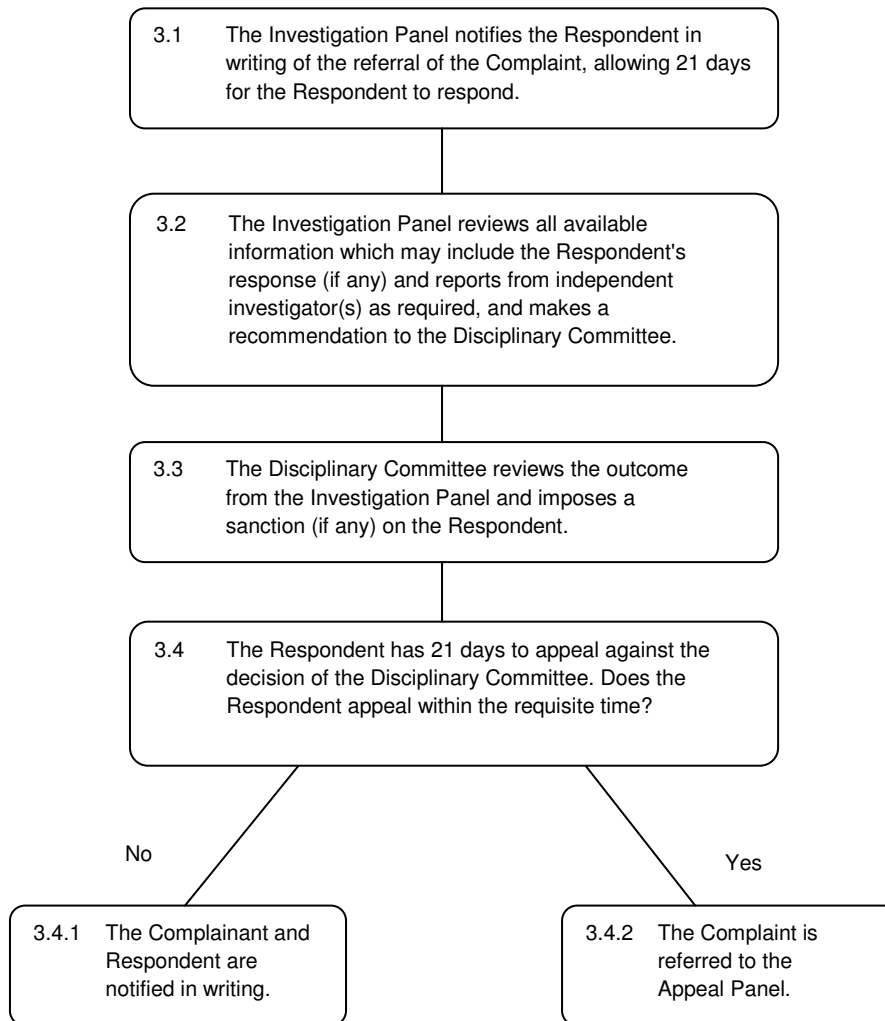 3.1 The Investigation Panel notifies the Respondent in
writing of the referral of the Complaint, allowing 21 days
for the Respondent to respond.
3.2 The Investigation Panel reviews all available
information which may include the Respondent's
response (if any) and reports from independent
investigator(s) as required, and makes a
recommendation to the Disciplinary Committee.
3.3 The Disciplinary Committee reviews the outcome
from the Investigation Panel and imposes a
sanction (if any) on the Respondent.
3.4 The Respondent has 21 days to appeal against the
decision of the Disciplinary Committee. Does the
Respondent appeal within the requisite time?
No
Yes
3.4.1 The Complainant and
Respondent are
notified in writing.
3.4.2 The Complaint is
referred to the
Appeal Panel.